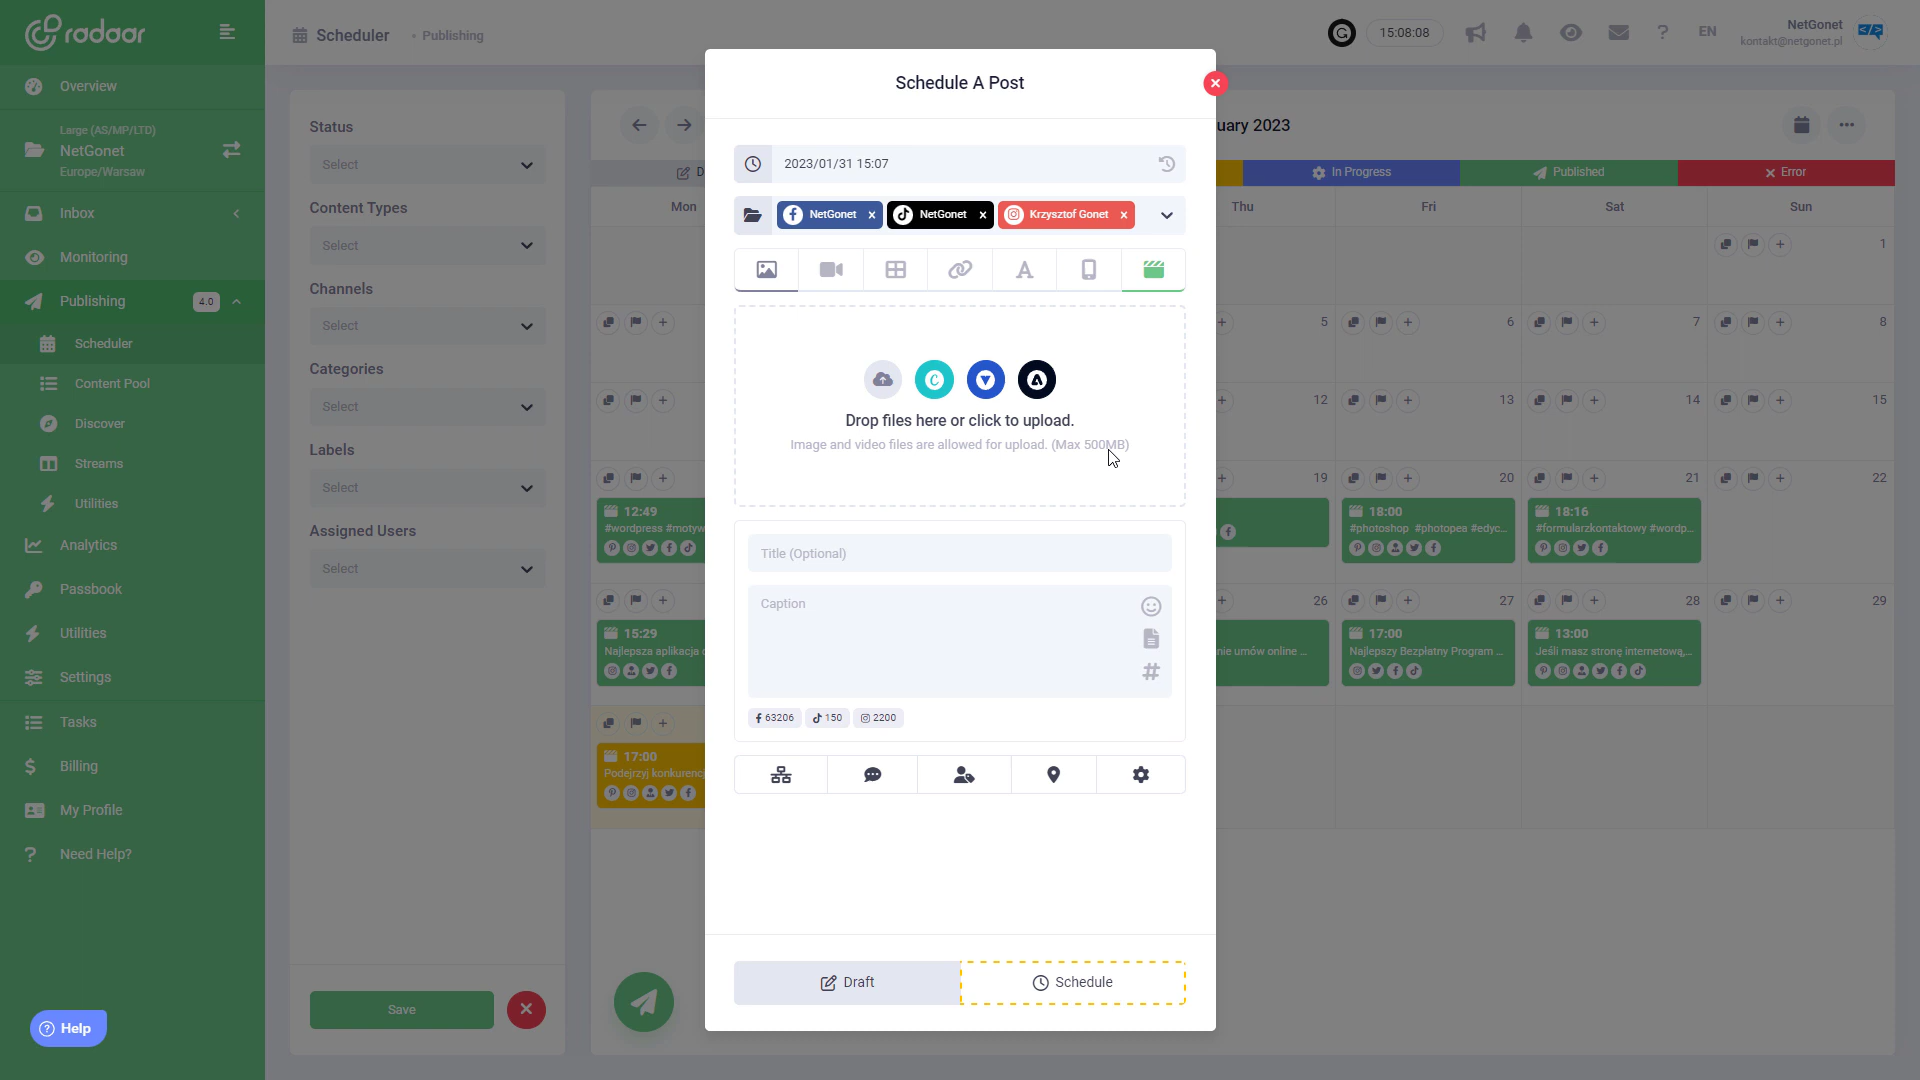 radaar
Scheduler
• Publishing
15:08:08
EN
NetGonet
kontakt@netgonet.pl
Overview
Large (AS/MP/LTD)
NetGonet
Europe/Warsaw
Inbox
Monitoring
Publishing
4.0
Scheduler
Content Pool
Discover
Streams
Utilities
Analytics
Passbook
Utilities
Settings
Tasks
Billing
My Profile
Need Help?
Help
Status
Select
Content Types
Select
Channels
Select
Categories
Select
Labels
Select
Assigned Users
Select
Save
Schedule A Post
2023/01/31 15:07
NetGonet
NetGonet
Krzysztof Gonet
Drop files here or click to upload.
Image and video files are allowed for upload. (Max 500MB)
Title (Optional)
Caption
63206
150
2200
Draft
Schedule
uary 2023
D
In Progress
Published
Error
Mon
Thu
Fri
Sat
Sun
1
5
6
7
8
12
13
14
15
19
20
21
22
12:49
#wordpress #motyw
18:00
#photoshop #photopea #edyc...
18:16
#formularzkontaktowy #wordp...
26
27
28
29
15:29
Najlepsza aplikacja
nie umów online ...
17:00
Najlepszy Bezpłatny Program ...
13:00
Jeśli masz stronę internetową,...
17:00
Podejrzyj konkurenc